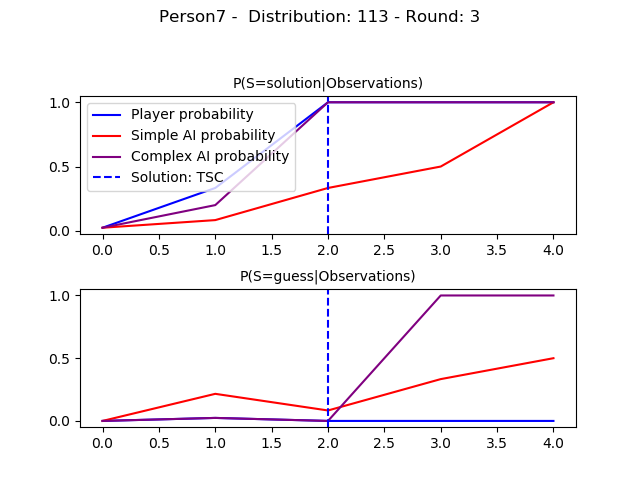 Person7 -  Distribution: 113 - Round: 3
P(S=solution|Observations)
1.0
0.5
0.0
Player probability
Simple AI probability
Complex AI probability
Solution: TSC
0.0 0.5 1.0 1.5 2.0 2.5 3.0 3.5 4.0
P(S=guess|Observations)
1.0
0.5
0.0
0.0 0.5 1.0 1.5 2.0 2.5 3.0 3.5 4.0